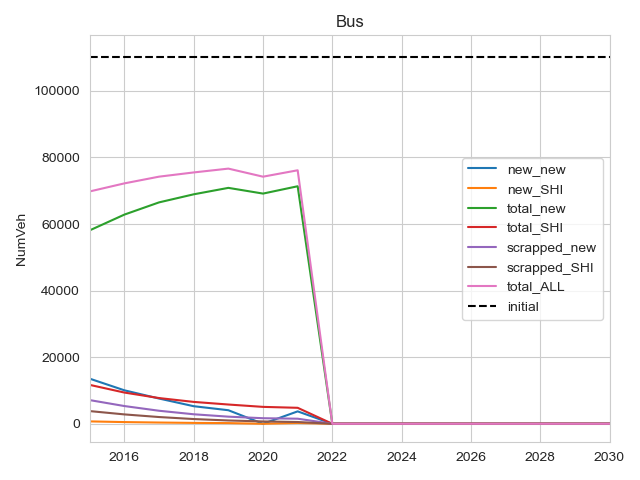 Bus
NumVeh
100000
80000
60000
40000
20000
0
2016 2018 2020 2022 2024 2026 2028 2030
new_new
new_SHI
total_new
total_SHI
scrapped_new
scrapped_SHI
total_ALL
initial